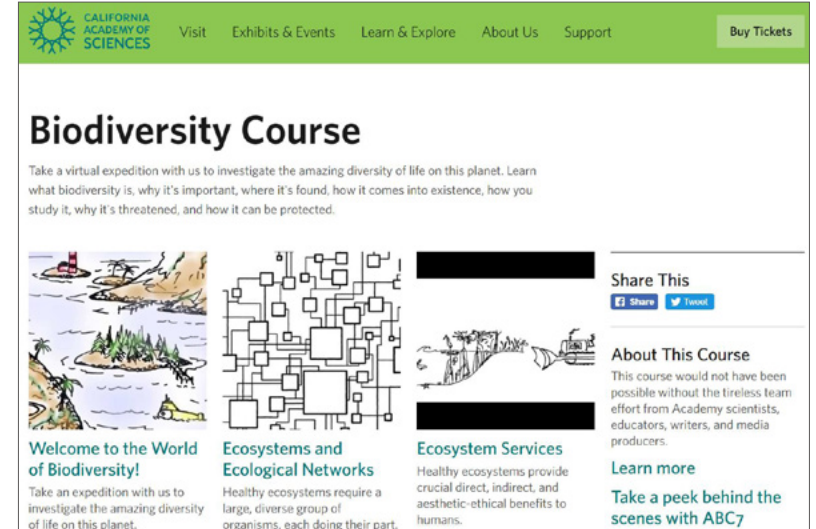 CALIFORNIA
ACADEMY OF
SCIENCES
Visit
Exhibits & Events
Learn & Explore
About Us
Support
Buy Tickets
Biodiversity Course
Take a virtual expedition with us to investigate the amazing diversity of life on this planet. Learn
what biodiversity is, why it's important, where it's found, how it comes into existence, how you
study it, why it's threatened, and how it can be protected.
Welcome to the World
of Biodiversity!
Take an expedition with us to
investigate the amazing diversity
of life on this planet.
Ecosystems and
Ecological Networks
Healthy ecosystems require a
large, diverse group of
organisms, each doing their part.
Ecosystem Services
Healthy ecosystems provide
crucial direct, indirect, and
aesthetic-ethical benefits to
humans.
Share This
Share
Tweet
About This Course
This course would not have been
possible without the tireless team
effort from Academy scientists,
educators, writers, and media
producers.
Learn more
Take a peek behind the
scenes with ABC7